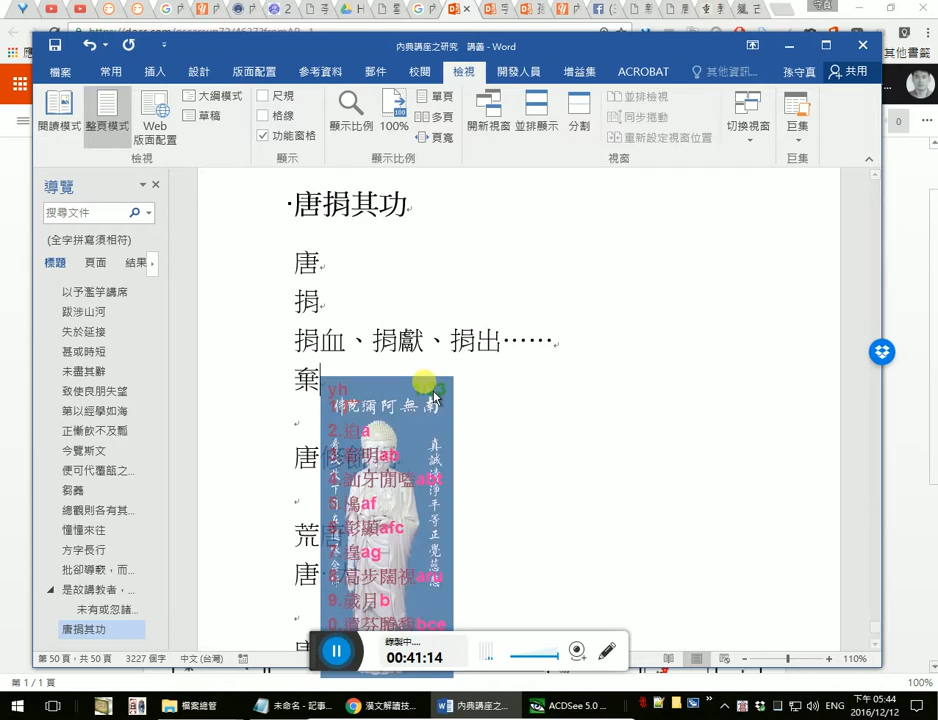 內典講座之研究 講義 - Word
檔案 常用 插入 設計 版面配置 參考資料 郵件 校閱 檢視 開發人員 增益集 ACROBAT 其他資訊... 孫守真 共用
閱讀模式 整頁模式 Web 版面配置 大綱模式 草稿
檢視
尺規
格線
功能窗格
顯示
顯示比例 100% 單頁 多頁 頁寬
顯示比例
開新視窗 並排顯示 分割 並排檢視 同步捲動 重新設定視窗位置 切換視窗
視窗
巨集
巨集
其他書籤
導覽
搜尋文件
(全字拼寫須相符)
標題 頁面 結果
以予濫竽講席
跋涉山河
失於延接
甚或時短
未盡其辭
致使良朋失望
第以經學如海
正慚飲不及瓢
今覽斯文
便可代覆瓿之...
芻蕘
總觀則各有其...
憧憧來往
方字長行
批卻導窾，而...
是故講教者，...
未有或忽諸...
唐捐其功
唐捐其功
唐
捐
捐血、捐獻、捐出……
棄
唐
荒唐
唐
yh
南無阿彌陀佛
2.迨a
4.訕牙閒嗑abt
5.鴆af
6.彰顯afc
7.遑ag
8.高步闊視aru
9.歲月b
0.遺芬賸馥bce
真誠清淨平等正覺慈悲
錄製中....
00:41:14
第 50 頁，共 50 頁 3227 個字 中文 (台灣) 110%
第 1 / 1 頁 100%
檔案總管 未命名 - 記事... 漢文解讀技... 內典講座之... ACDSee 5.0 ...
下午 05:44
2016/12/12